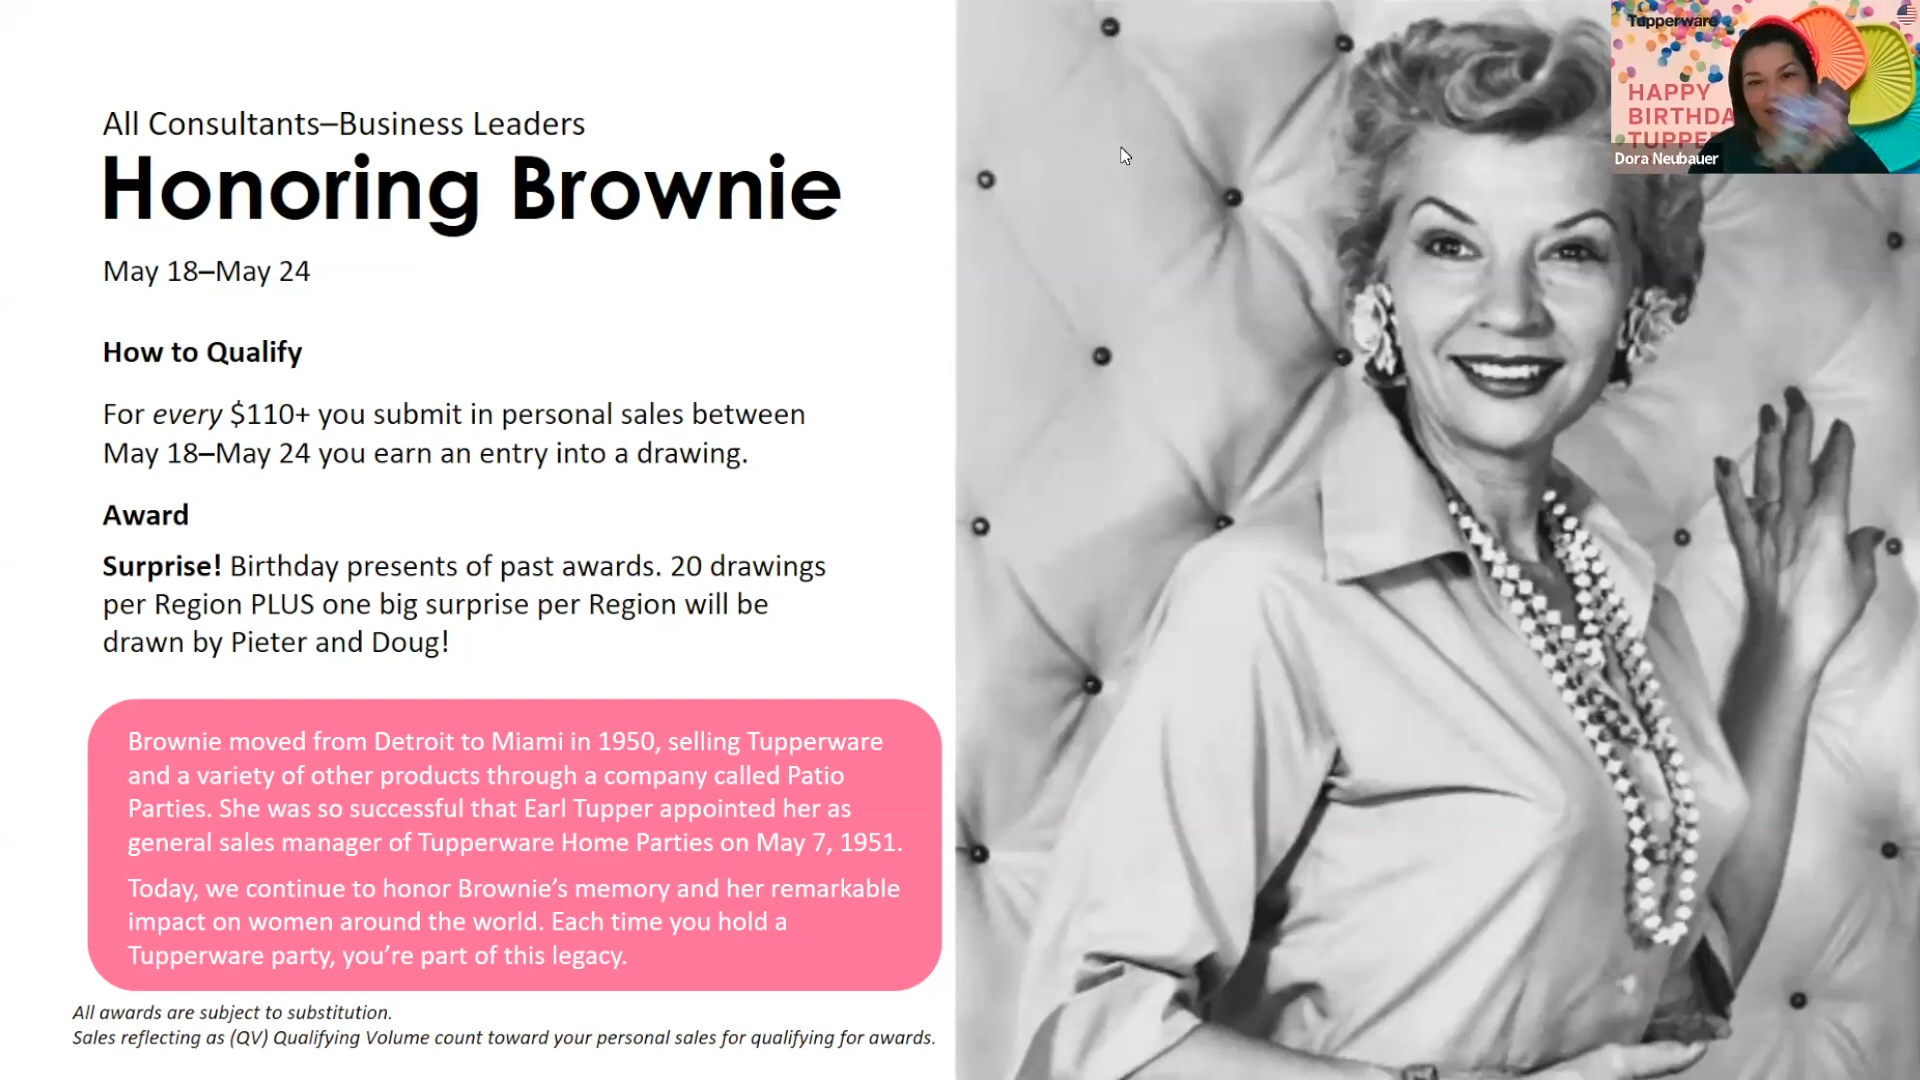 All Consultants–Business Leaders
Honoring Brownie
May 18–May 24
How to Qualify
For every $110+ you submit in personal sales between
May 18–May 24 you earn an entry into a drawing.
Award
Surprise! Birthday presents of past awards. 20 drawings
per Region PLUS one big surprise per Region will be
drawn by Pieter and Doug!
Brownie moved from Detroit to Miami in 1950, selling Tupperware
and a variety of other products through a company called Patio
Parties. She was so successful that Earl Tupper appointed her as
general sales manager of Tupperware Home Parties on May 7, 1951.
Today, we continue to honor Brownie’s memory and her remarkable
impact on women around the world. Each time you hold a
Tupperware party, you’re part of this legacy.
All awards are subject to substitution.
Sales reflecting as (QV) Qualifying Volume count toward your personal sales for qualifying for awards.
Tupperware
HAPPY
BIRTHDA
TUPPE
Dora Neubauer